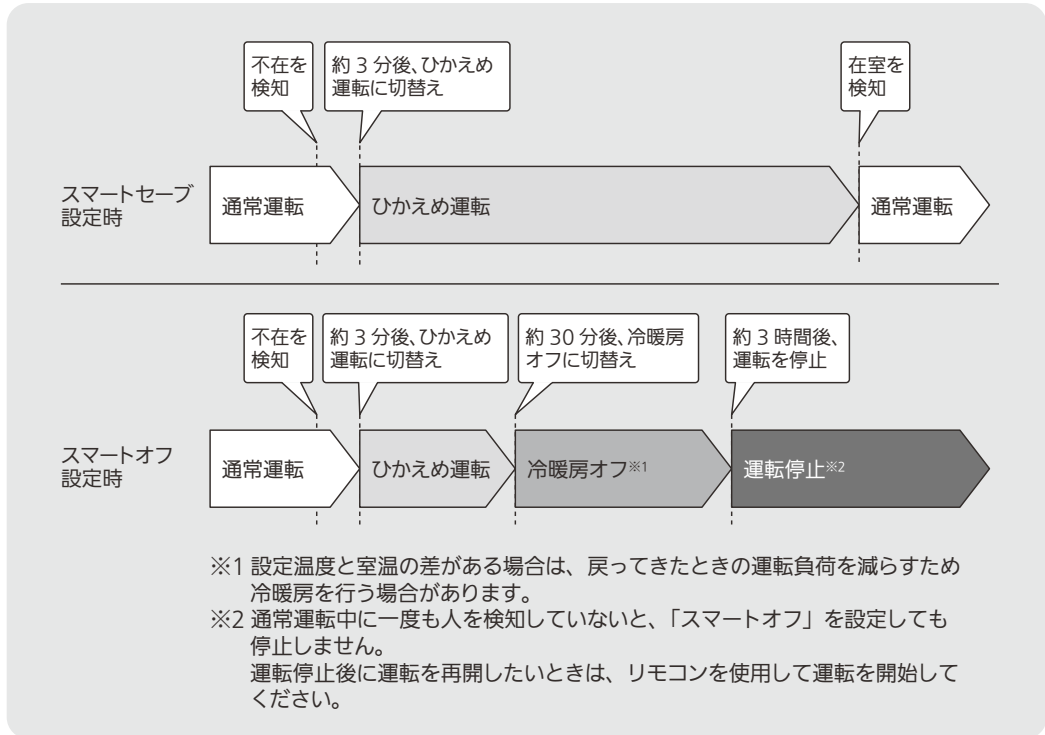 不在を
検知
約 3 分後、ひかえめ
運転に切替え
在室を
検知
スマートセーブ
設定時
通常運転
ひかえめ運転
通常運転
不在を
検知
約 3 分後、ひかえめ
運転に切替え
約 30 分後、冷暖房
オフに切替え
約 3 時間後、
運転を停止
スマートオフ
設定時
通常運転
ひかえめ運転
冷暖房オフ※1
運転停止※2
※1 設定温度と室温の差がある場合は、戻ってきたときの運転負荷を減らすため
冷暖房を行う場合があります。
※2 通常運転中に一度も人を検知していないと、「スマートオフ」を設定しても
停止しません。
運転停止後に運転を再開したいときは、リモコンを使用して運転を開始して
ください。